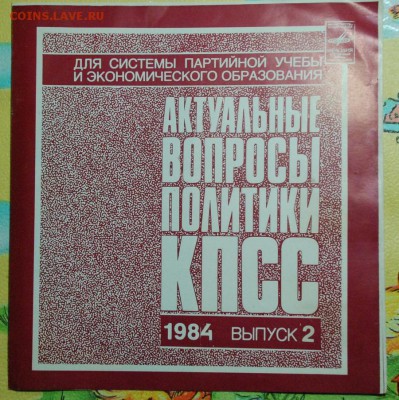 COINS.LAVE.RU
ДЛЯ СИСТЕМЫ ПАРТИЙНОЙ УЧЕБЫ
И ЭКОНОМИЧЕСКОГО ОБРАЗОВАНИЯ
АКТУАЛЬНЫЕ
ВОПРОСЫ
ПОЛИТИКИ
КПСС
1984 ВЫПУСК 2